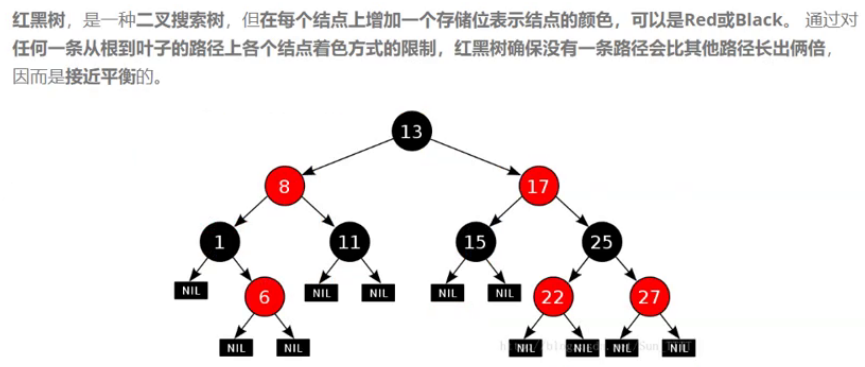 红黑树，是一种二叉搜索树，但在每个结点上增加一个存储位表示结点的颜色，可以是Red或Black。 通过对
任何一条从根到叶子的路径上各个结点着色方式的限制，红黑树确保没有一条路径会比其他路径长出俩倍，
因而是接近平衡的。
13
8 17
1 11 15 25
NIL 6 NIL NIL NIL NIL 22 27
NIL NIL NIL NIL NIL NIL